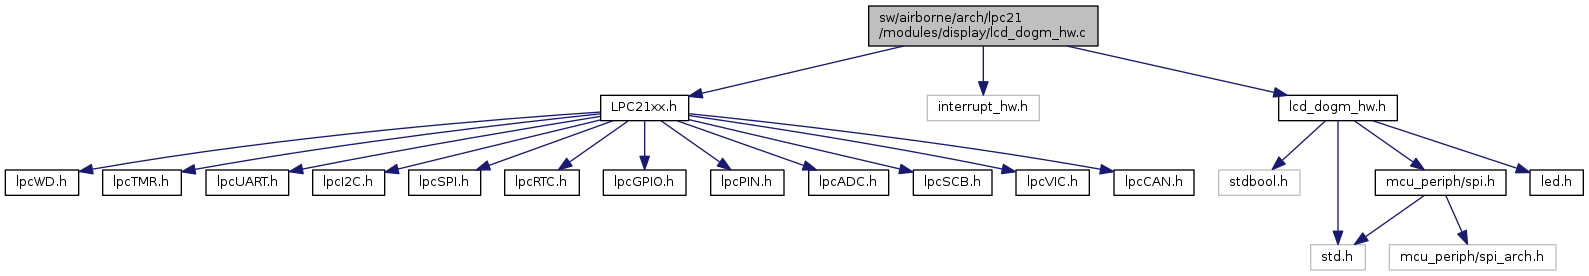 sw/airborne/arch/lpc21
/modules/display/lcd_dogm_hw.c
LPC21xx.h
interrupt_hw.h
lcd_dogm_hw.h
lpcWD.h
lpcTMR.h
lpcUART.h
lpcI2C.h
lpcSPI.h
lpcRTC.h
lpcGPIO.h
lpcPIN.h
lpcADC.h
lpcSCB.h
lpcVIC.h
lpcCAN.h
stdbool.h
mcu_periph/spi.h
led.h
std.h
mcu_periph/spi_arch.h